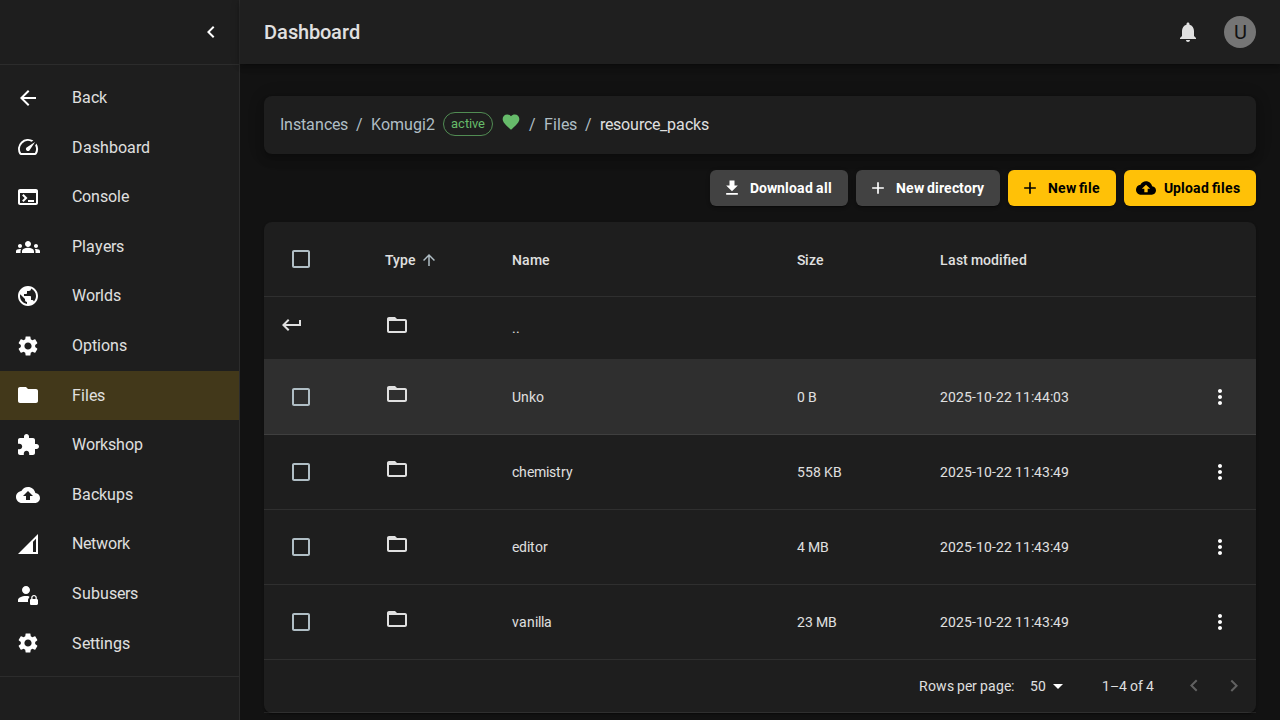 Dashboard
U
Back
Dashboard
Console
Players
Worlds
Options
Files
Workshop
Backups
Network
Subusers
Settings
Instances / Komugi2 active / Files / resource_packs
Download all New directory New file Upload files
Type Name Size Last modified
..
Unko 0 B 2025-10-22 11:44:03
chemistry 558 KB 2025-10-22 11:43:49
editor 4 MB 2025-10-22 11:43:49
vanilla 23 MB 2025-10-22 11:43:49
Rows per page: 50 1–4 of 4